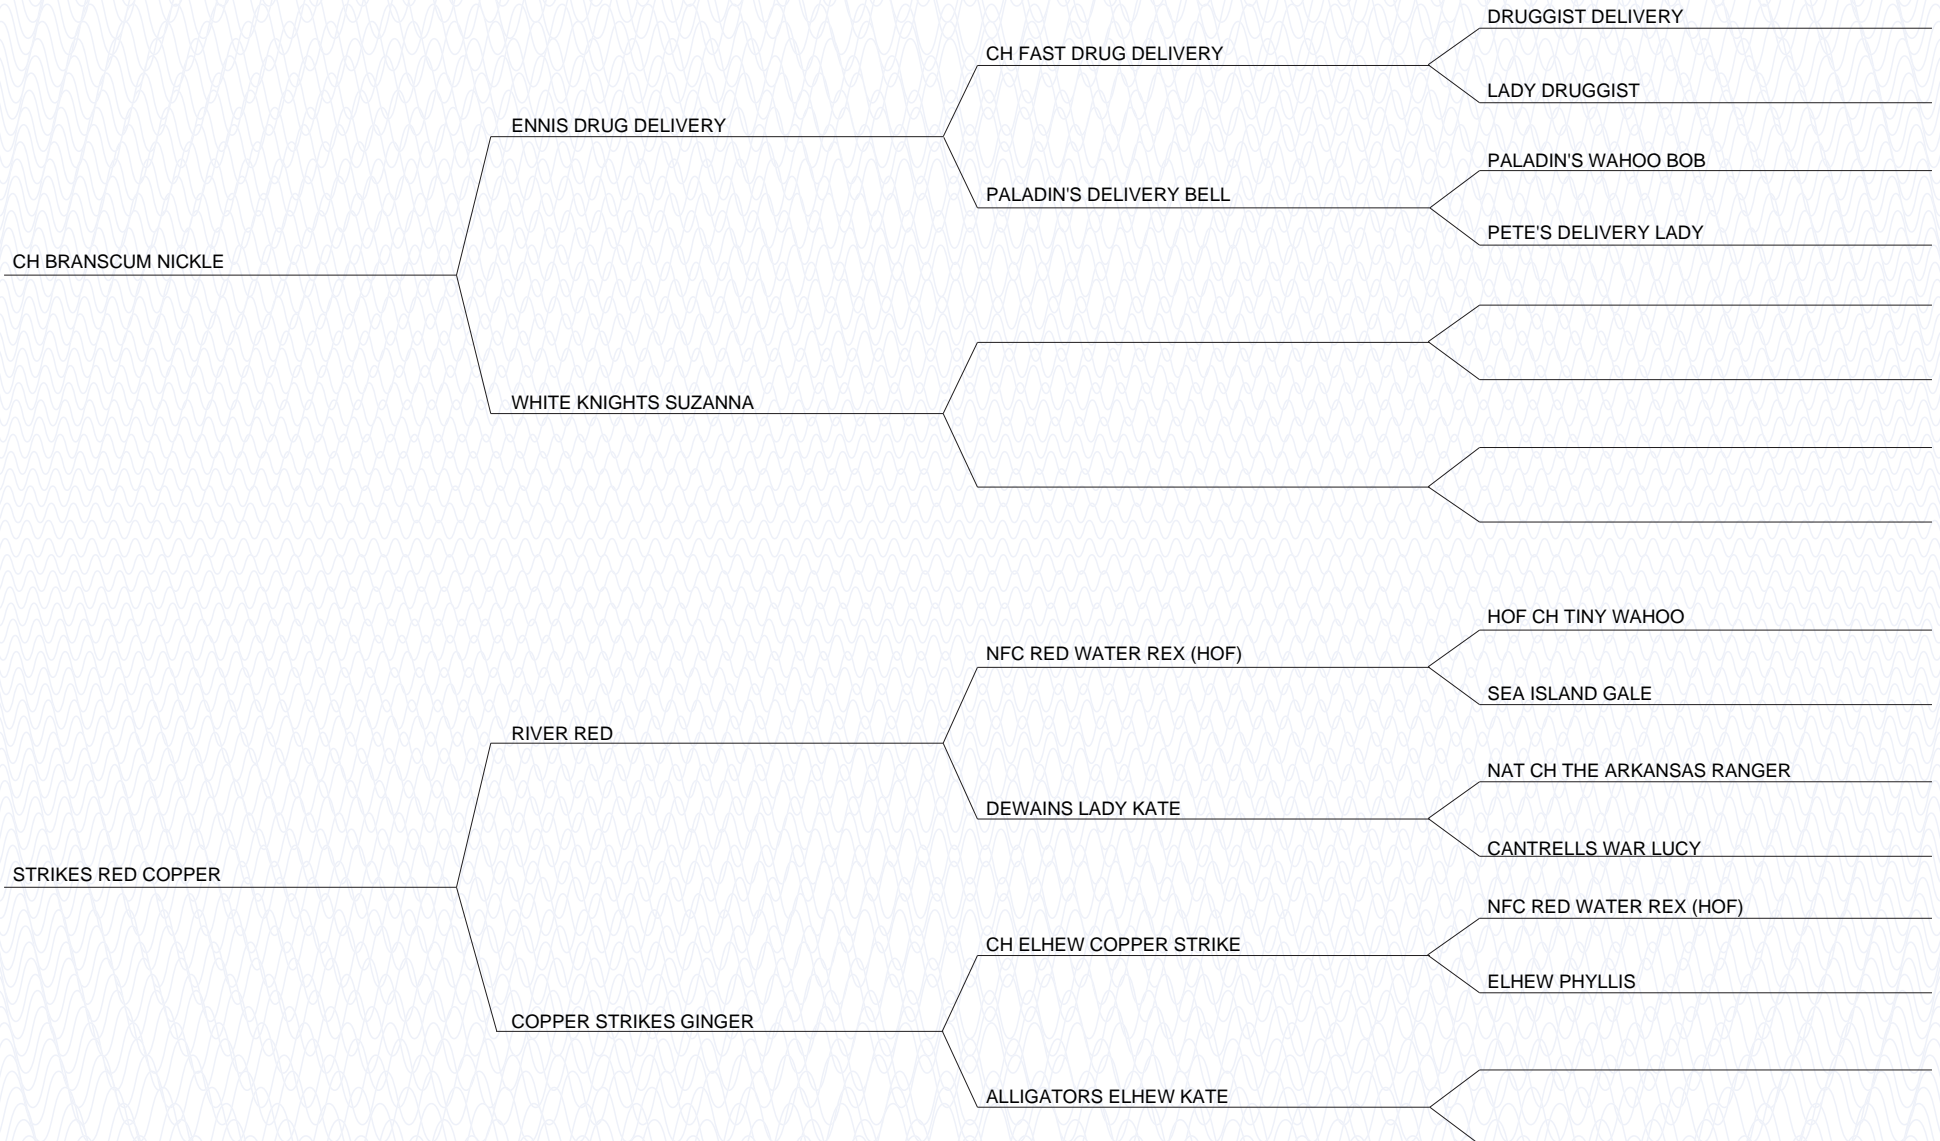 DRUGGIST DELIVERY
CH FAST DRUG DELIVERY
LADY DRUGGIST
ENNIS DRUG DELIVERY
PALADIN'S WAHOO BOB
PALADIN'S DELIVERY BELL
PETE'S DELIVERY LADY
CH BRANSCUM NICKLE
WHITE KNIGHTS SUZANNA
HOF CH TINY WAHOO
NFC RED WATER REX (HOF)
SEA ISLAND GALE
RIVER RED
NAT CH THE ARKANSAS RANGER
DEWAINS LADY KATE
CANTRELLS WAR LUCY
STRIKES RED COPPER
NFC RED WATER REX (HOF)
CH ELHEW COPPER STRIKE
ELHEW PHYLLIS
COPPER STRIKES GINGER
ALLIGATORS ELHEW KATE